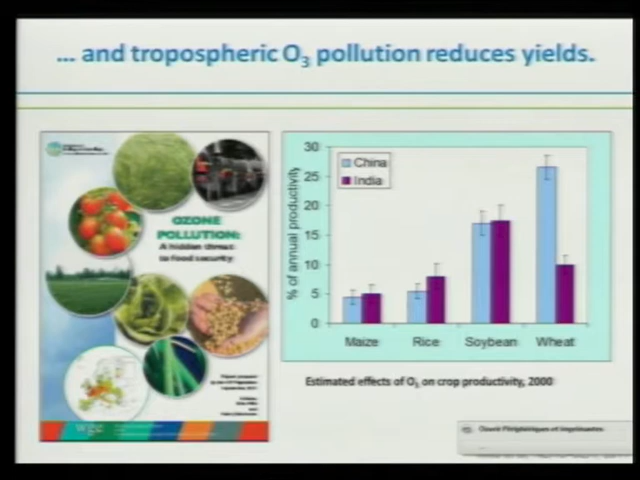 ... and tropospheric O3 pollution reduces yields.
OZONE
POLLUTION:
A hidden threat
to food security
30
25
20
15
10
5
0
% of annual productivity
China
India
Maize
Rice
Soybean
Wheat
Estimated effects of O3 on crop productivity, 2000